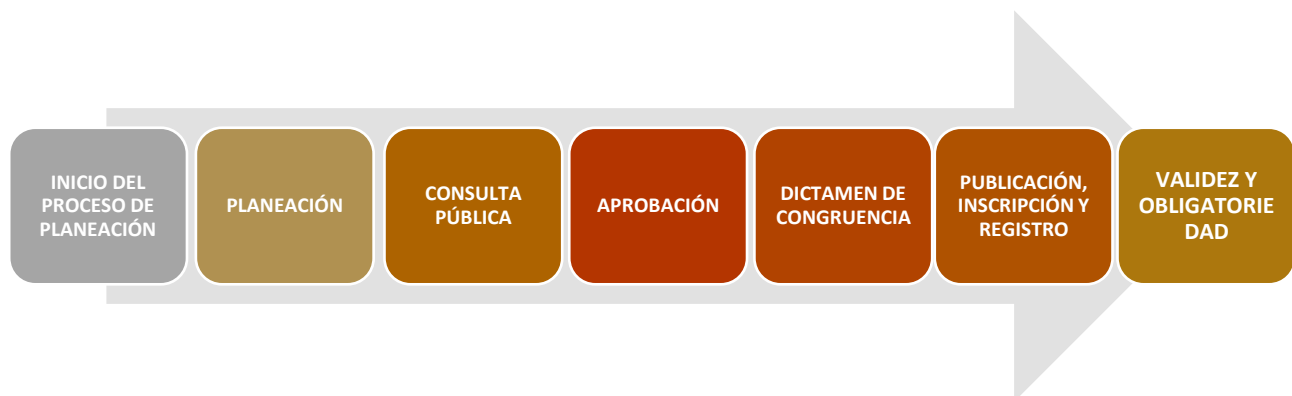 INICIO DEL
PROCESO DE
PLANEACIÓN
PLANEACIÓN
CONSULTA
PÚBLICA
APROBACIÓN
DICTAMEN DE
CONGRUENCIA
PUBLICACIÓN,
INSCRIPCIÓN Y
REGISTRO
VALIDEZ Y
OBLIGATORIE
DAD